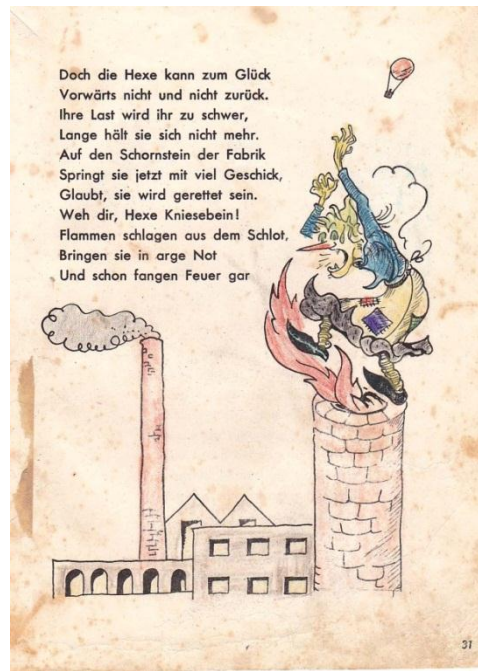 Doch die Hexe kann zum Glück
Vorwärts nicht und nicht zurück.
Ihre Last wird ihr zu schwer,
Lange hält sie sich nicht mehr.
Auf den Schornstein der Fabrik
Springt sie jetzt mit viel Geschick,
Glaubt, sie wird gerettet sein.
Weh dir, Hexe Kniesebein!
Flammen schlagen aus dem Schlot,
Bringen sie in arge Not
Und schon fangen Feuer gar
31